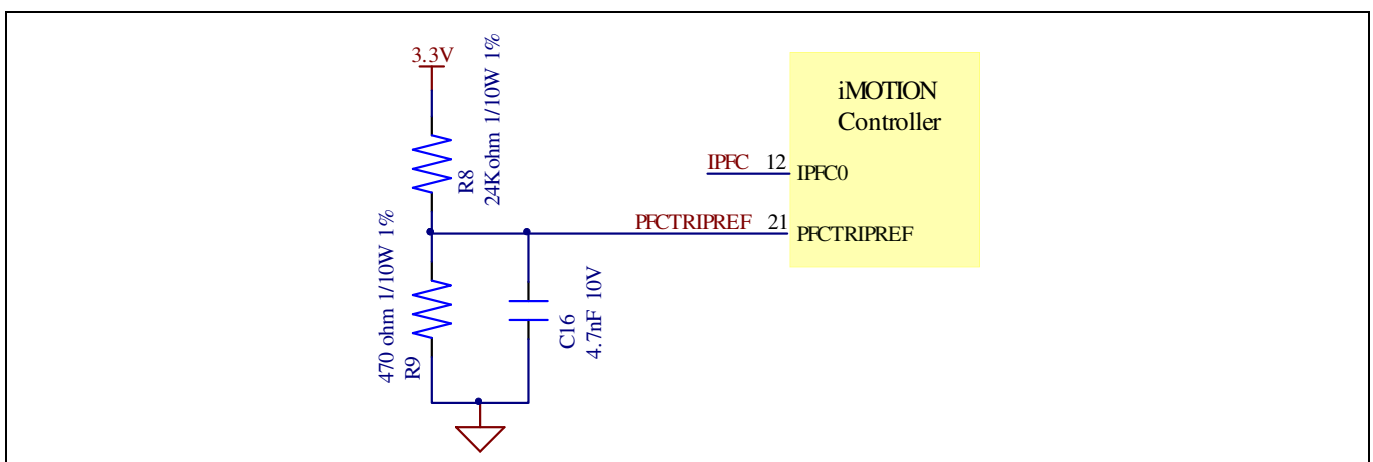 3.3V
R8
24Kohm 1/10W 1%
iMOTION
Controller
IPFC 12 IPFC0
PFCTRIPREF 21 PFCTRIPREF
470 ohm 1/10W 1%
R9
C16
4.7nF 10V